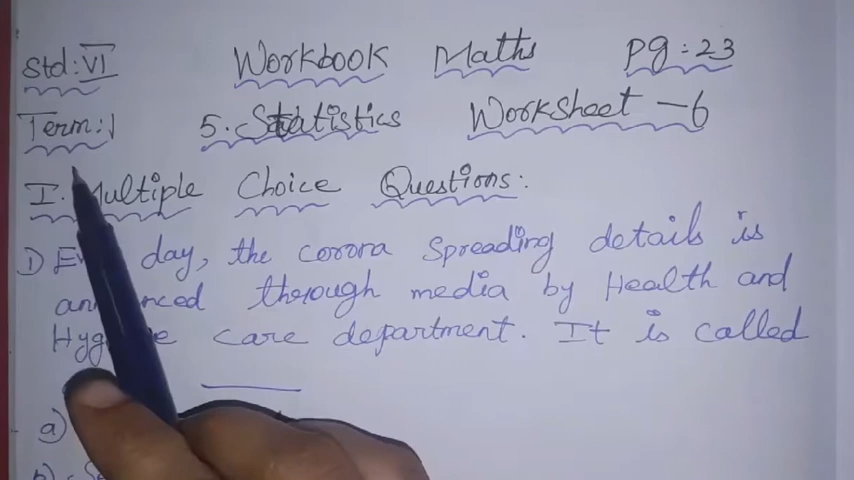 Std: VI Workbook Maths Pg: 23
Term: 1 5. Statistics Worksheet - 6
I. Multiple Choice Questions:
1) day, the corona Spreading details is
through media by Health and
care department. It is called
a)
b)